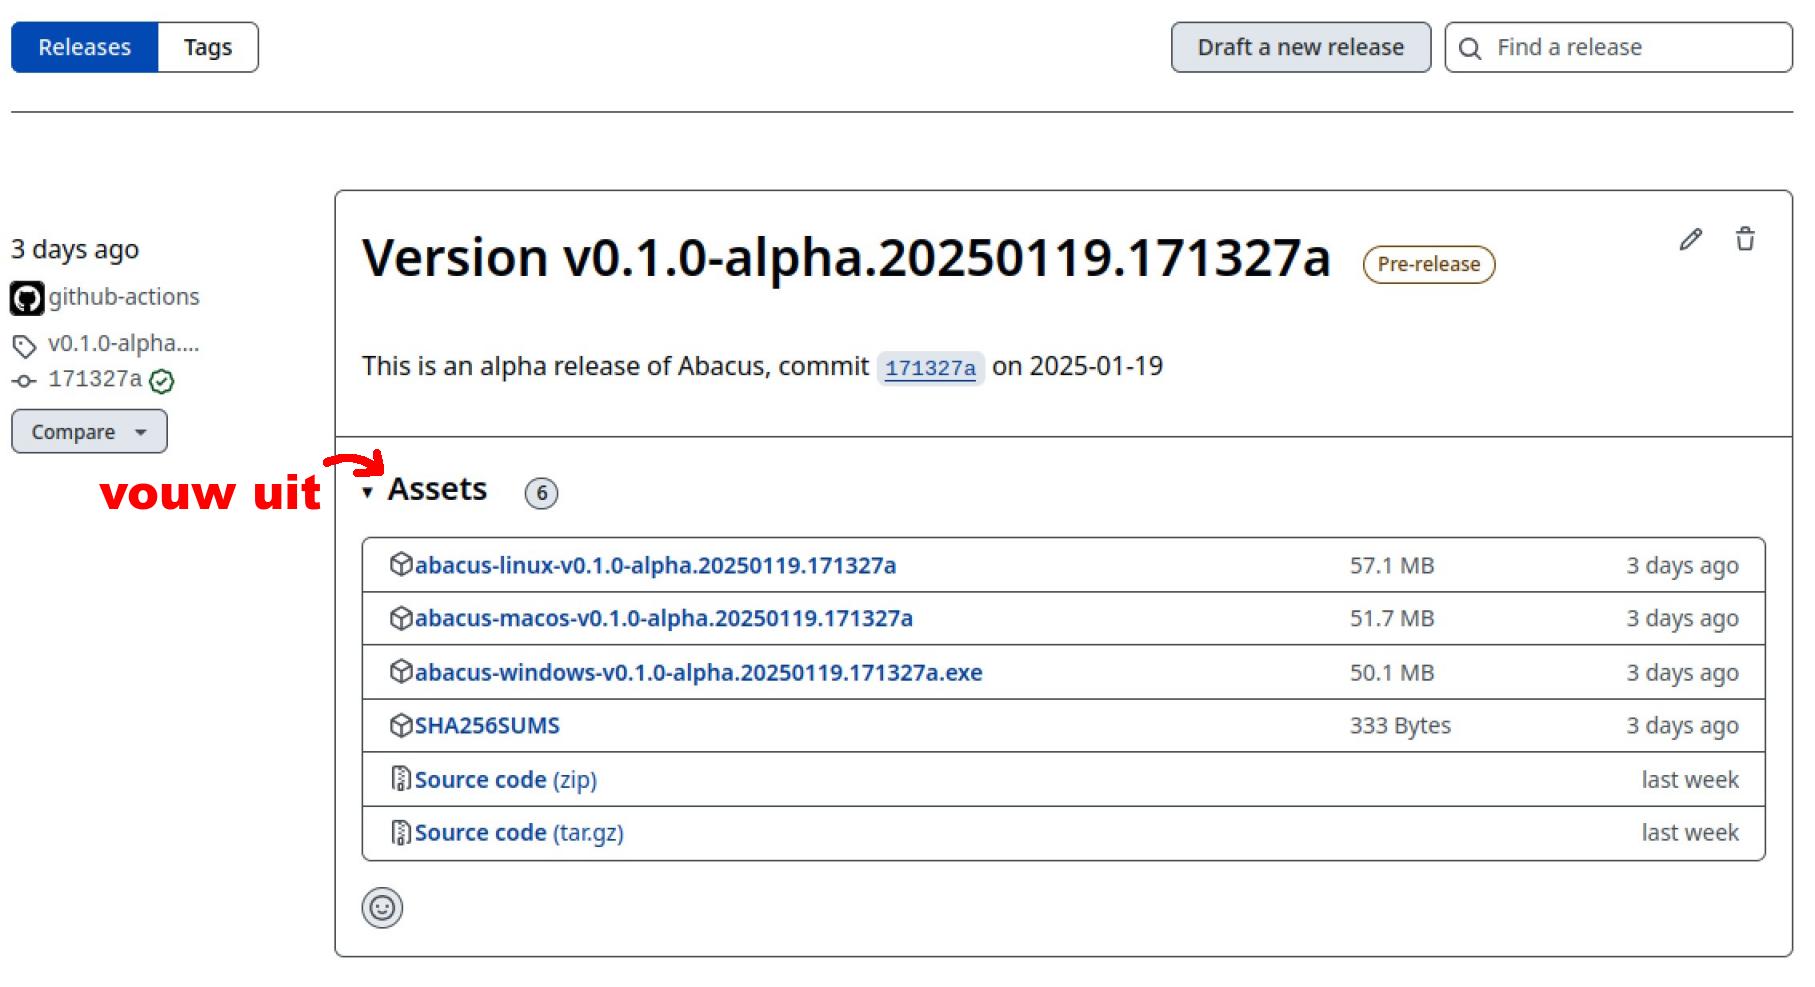 Releases Tags Draft a new release Find a release
3 days ago
github-actions
v0.1.0-alpha....
171327a
Compare
Version v0.1.0-alpha.20250119.171327a Pre-release
This is an alpha release of Abacus, commit 171327a on 2025-01-19
vouw uit
Assets 6
abacus-linux-v0.1.0-alpha.20250119.171327a 57.1 MB 3 days ago
abacus-macos-v0.1.0-alpha.20250119.171327a 51.7 MB 3 days ago
abacus-windows-v0.1.0-alpha.20250119.171327a.exe 50.1 MB 3 days ago
SHA256SUMS 333 Bytes 3 days ago
Source code (zip) last week
Source code (tar.gz) last week